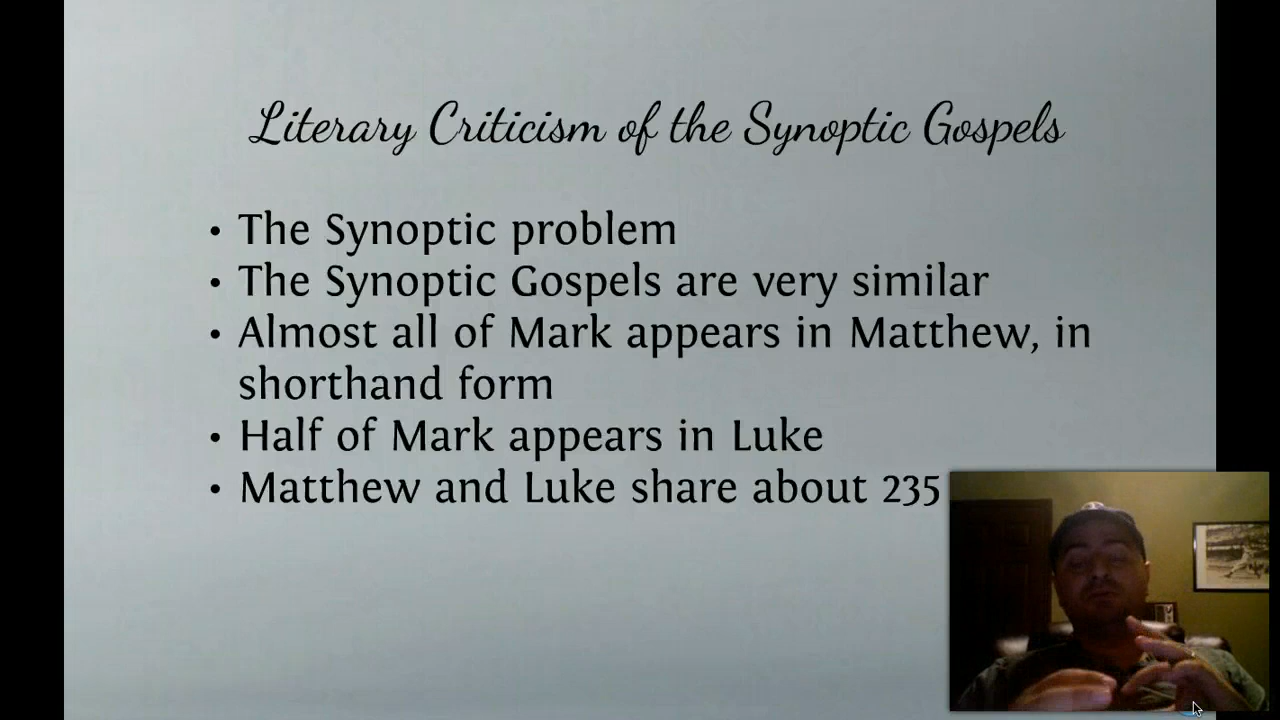 Literary Criticism of the Synoptic Gospels
• The Synoptic problem
• The Synoptic Gospels are very similar
• Almost all of Mark appears in Matthew, in
shorthand form
• Half of Mark appears in Luke
• Matthew and Luke share about 235